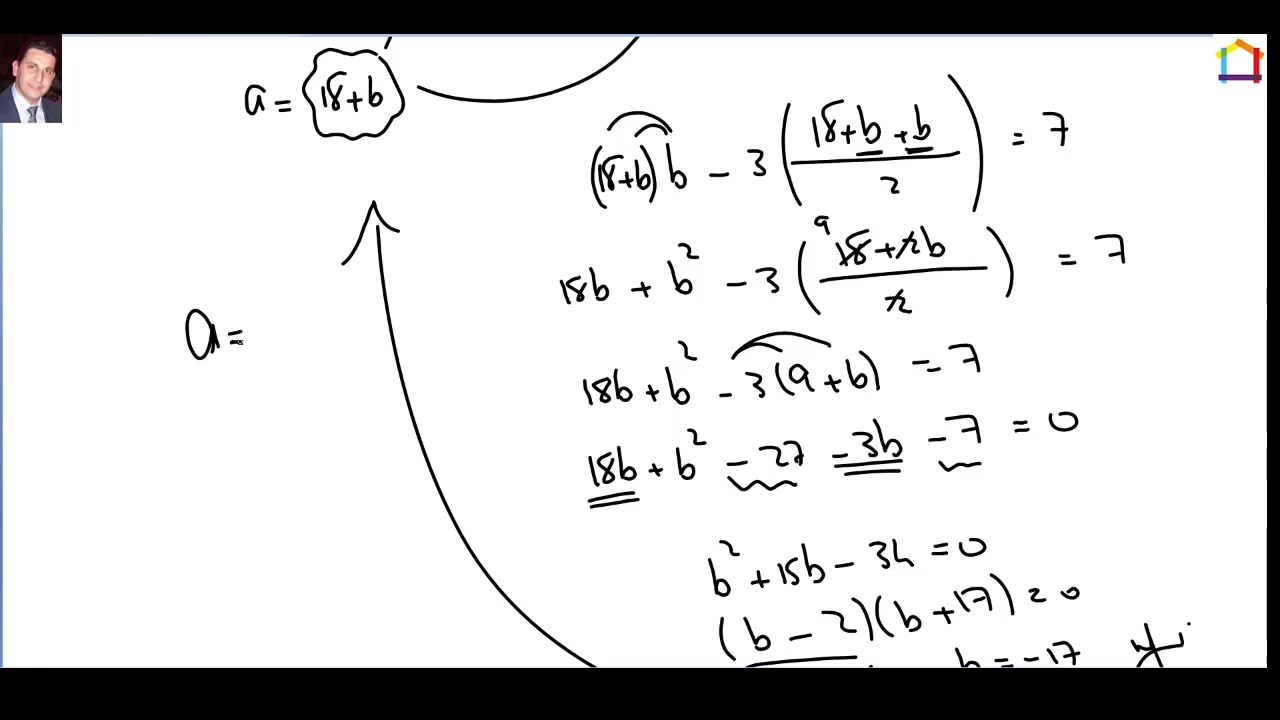 a = 18+b
(18+b)b - 3(18+b+b/2) = 7
18b + b² - 3(18+2b/2) = 7
9
a =
18b + b² - 3(9+b) = 7
18b + b² - 27 - 3b - 7 = 0
b² + 15b - 34 = 0
(b - 2)(b + 17) = 0
b = -17